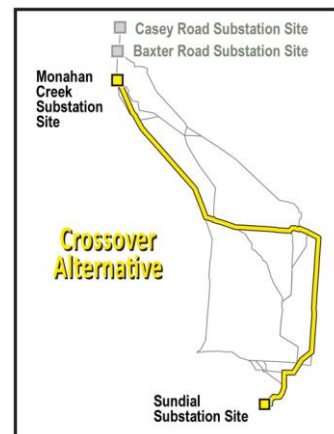 Casey Road Substation Site
Baxter Road Substation Site
Monahan
Creek
Substation
Site
Crossover
Alternative
Sundial
Substation Site